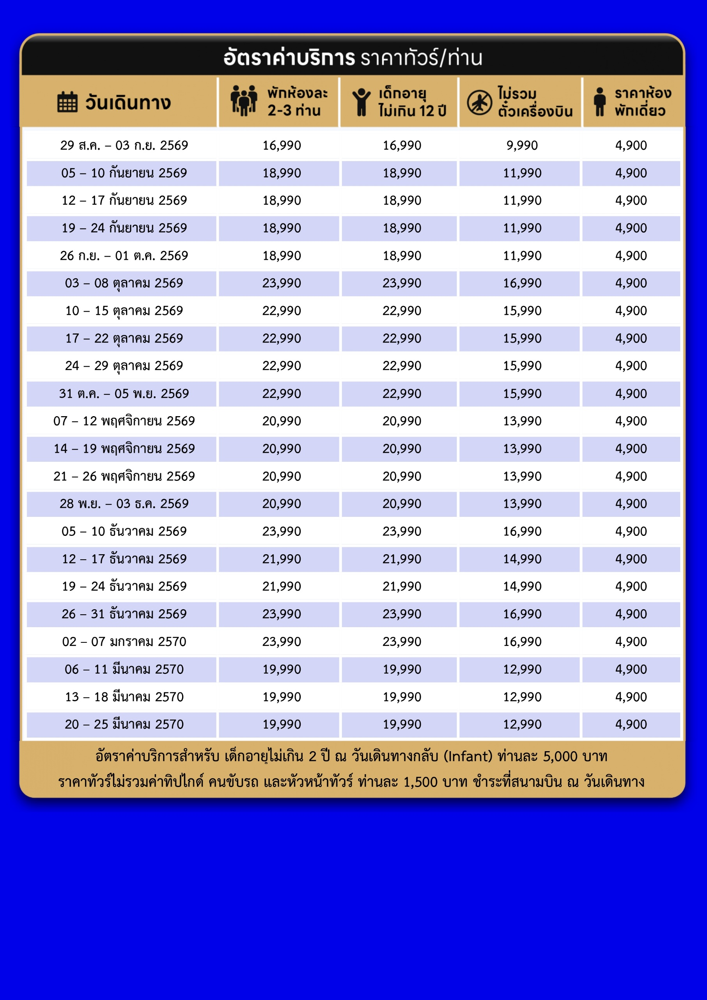 อัตราค่าบริการ ราคาทัวร์/ท่าน
วันเดินทาง พักห้องละ 2-3 ท่าน เด็กอายุ ไม่เกิน 12 ปี ไม่รวม ตั๋วเครื่องบิน ราคาห้อง พักเดี่ยว
29 ส.ค. – 03 ก.ย. 2569 16,990 16,990 9,990 4,900
05 – 10 กันยายน 2569 18,990 18,990 11,990 4,900
12 – 17 กันยายน 2569 18,990 18,990 11,990 4,900
19 – 24 กันยายน 2569 18,990 18,990 11,990 4,900
26 ก.ย. – 01 ต.ค. 2569 18,990 18,990 11,990 4,900
03 – 08 ตุลาคม 2569 23,990 23,990 16,990 4,900
10 – 15 ตุลาคม 2569 22,990 22,990 15,990 4,900
17 – 22 ตุลาคม 2569 22,990 22,990 15,990 4,900
24 – 29 ตุลาคม 2569 22,990 22,990 15,990 4,900
31 ต.ค. – 05 พ.ย. 2569 22,990 22,990 15,990 4,900
07 – 12 พฤศจิกายน 2569 20,990 20,990 13,990 4,900
14 – 19 พฤศจิกายน 2569 20,990 20,990 13,990 4,900
21 – 26 พฤศจิกายน 2569 20,990 20,990 13,990 4,900
28 พ.ย. – 03 ธ.ค. 2569 20,990 20,990 13,990 4,900
05 – 10 ธันวาคม 2569 23,990 23,990 16,990 4,900
12 – 17 ธันวาคม 2569 21,990 21,990 14,990 4,900
19 – 24 ธันวาคม 2569 21,990 21,990 14,990 4,900
26 – 31 ธันวาคม 2569 23,990 23,990 16,990 4,900
02 – 07 มกราคม 2570 23,990 23,990 16,990 4,900
06 – 11 มีนาคม 2570 19,990 19,990 12,990 4,900
13 – 18 มีนาคม 2570 19,990 19,990 12,990 4,900
20 – 25 มีนาคม 2570 19,990 19,990 12,990 4,900
อัตราค่าบริการสำหรับ เด็กอายุไม่เกิน 2 ปี ณ วันเดินทางกลับ (Infant) ท่านละ 5,000 บาท
ราคาทัวร์ไม่รวมค่าทิปไกด์ คนขับรถ และหัวหน้าทัวร์ ท่านละ 1,500 บาท ชำระที่สนามบิน ณ วันเดินทาง